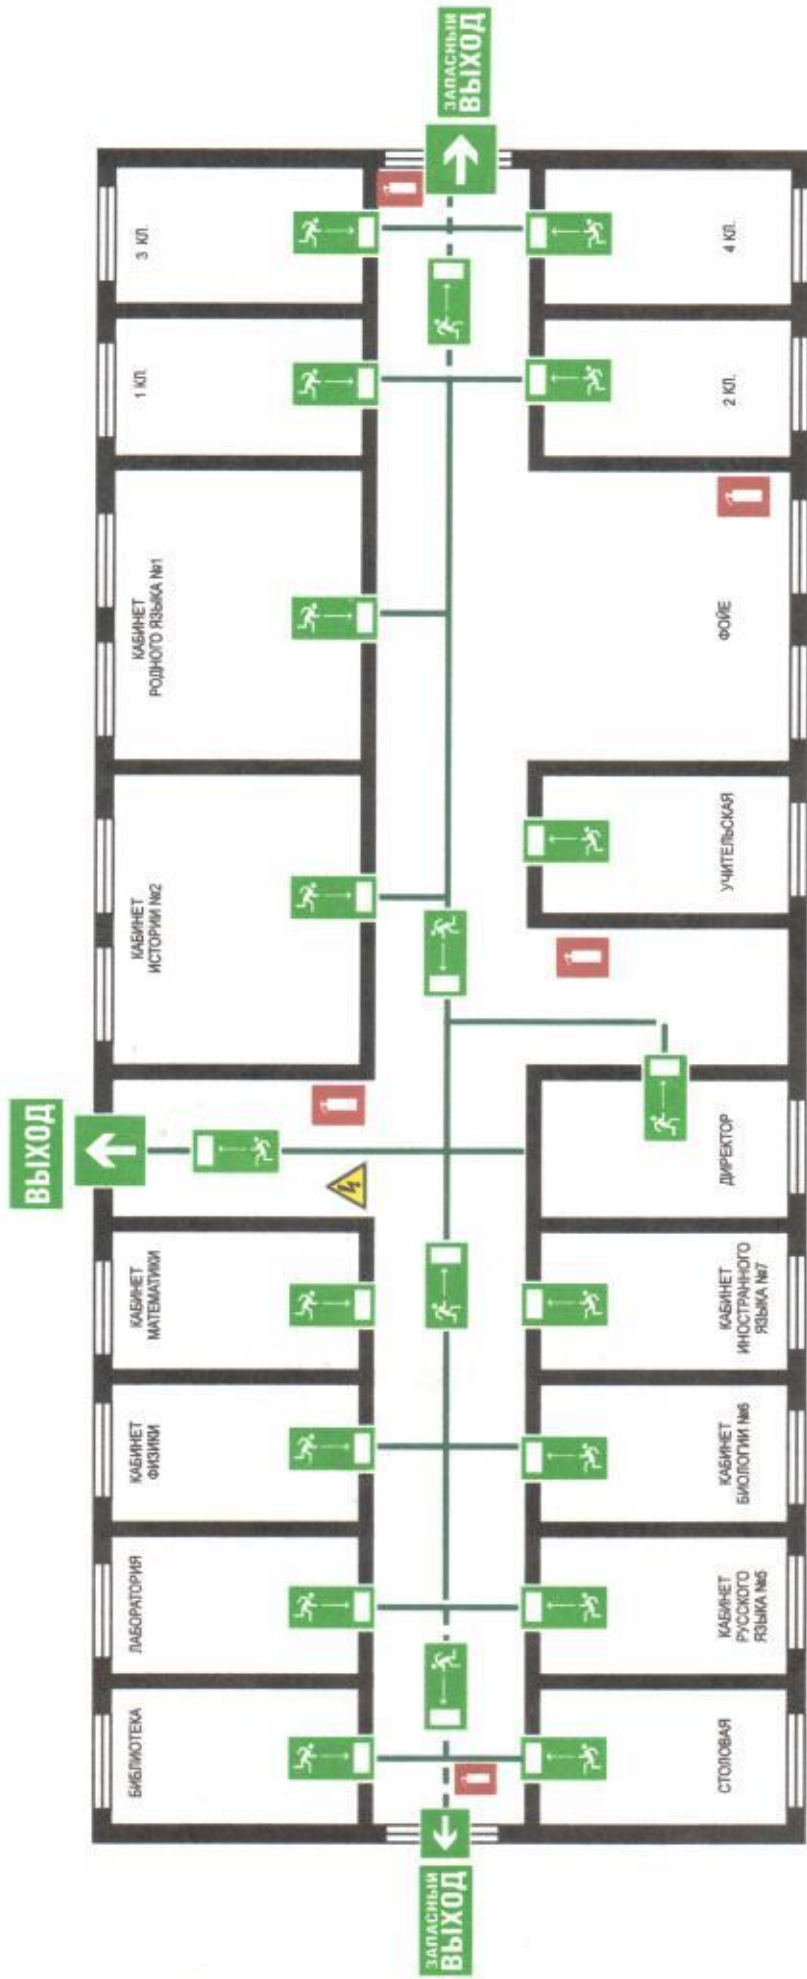 ВЫХОД
БИБЛИОТЕКА
ЛАБОРАТОРИЯ
КАБИНЕТ
ФИЗИКИ
КАБИНЕТ
МАТЕМАТИКИ
КАБИНЕТ
ИСТОРИИ №2
КАБИНЕТ
РОДНОГО ЯЗЫКА №1
1 КЛ.
3 КЛ.
ЗАПАСНЫЙ
ВЫХОД
ЗАПАСНЫЙ
ВЫХОД
СТОЛОВАЯ
КАБИНЕТ
РУССКОГО
ЯЗЫКА №5
КАБИНЕТ
БИОЛОГИИ №6
КАБИНЕТ
ИНОСТРАННОГО
ЯЗЫКА №7
ДИРЕКТОР
УЧИТЕЛЬСКАЯ
ФОЙЕ
2 КЛ.
4 КЛ.